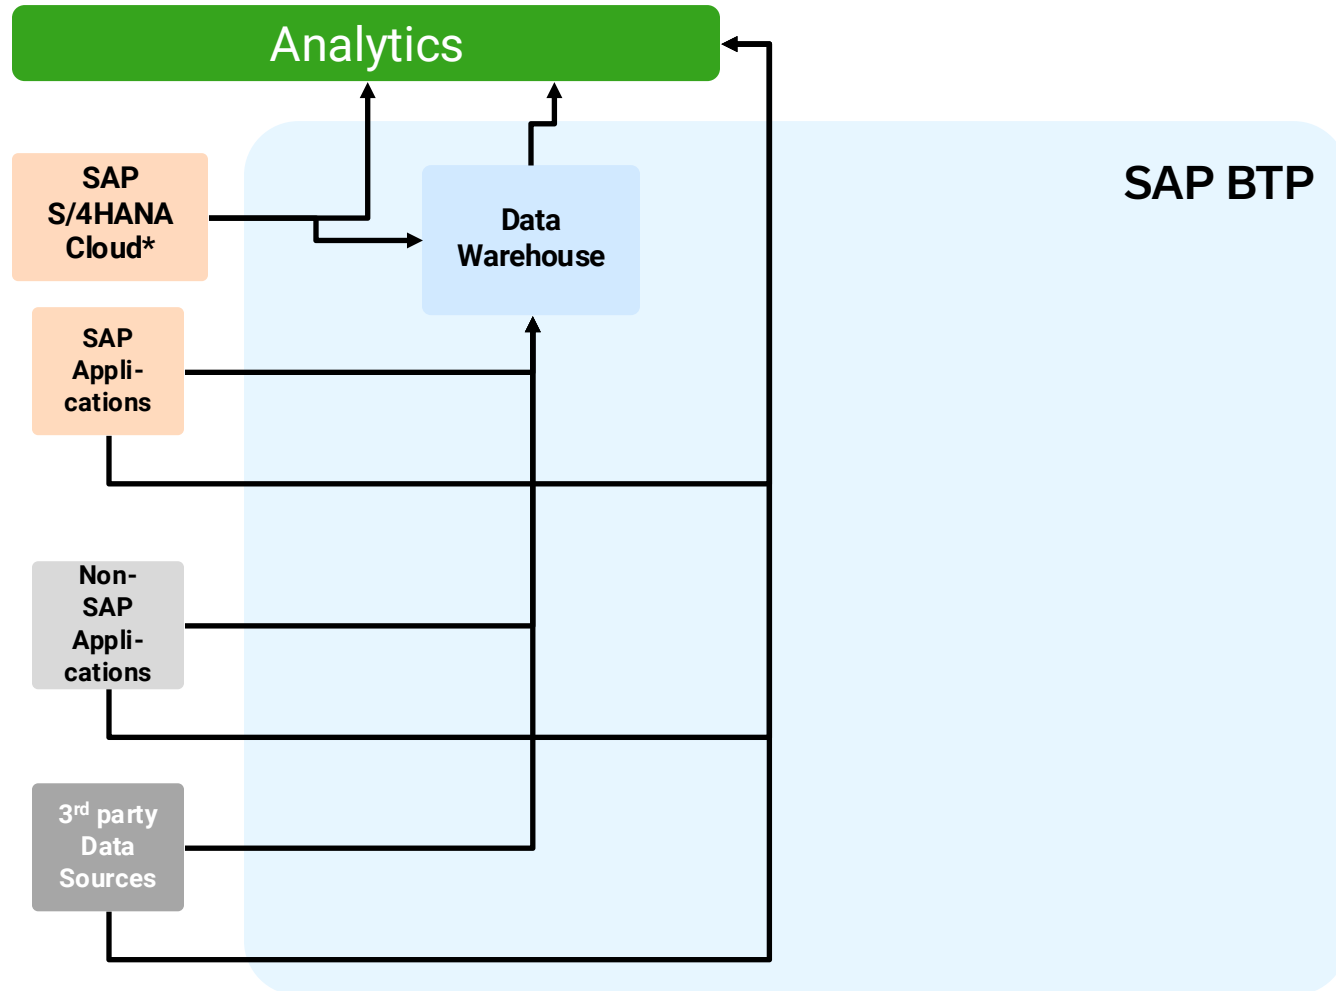 Analytics
SAP
S/4HANA
Cloud*
SAP BTP
Data
Warehouse
SAP
Appli-
cations
Non-
SAP
Appli-
cations
3rd party
Data
Sources